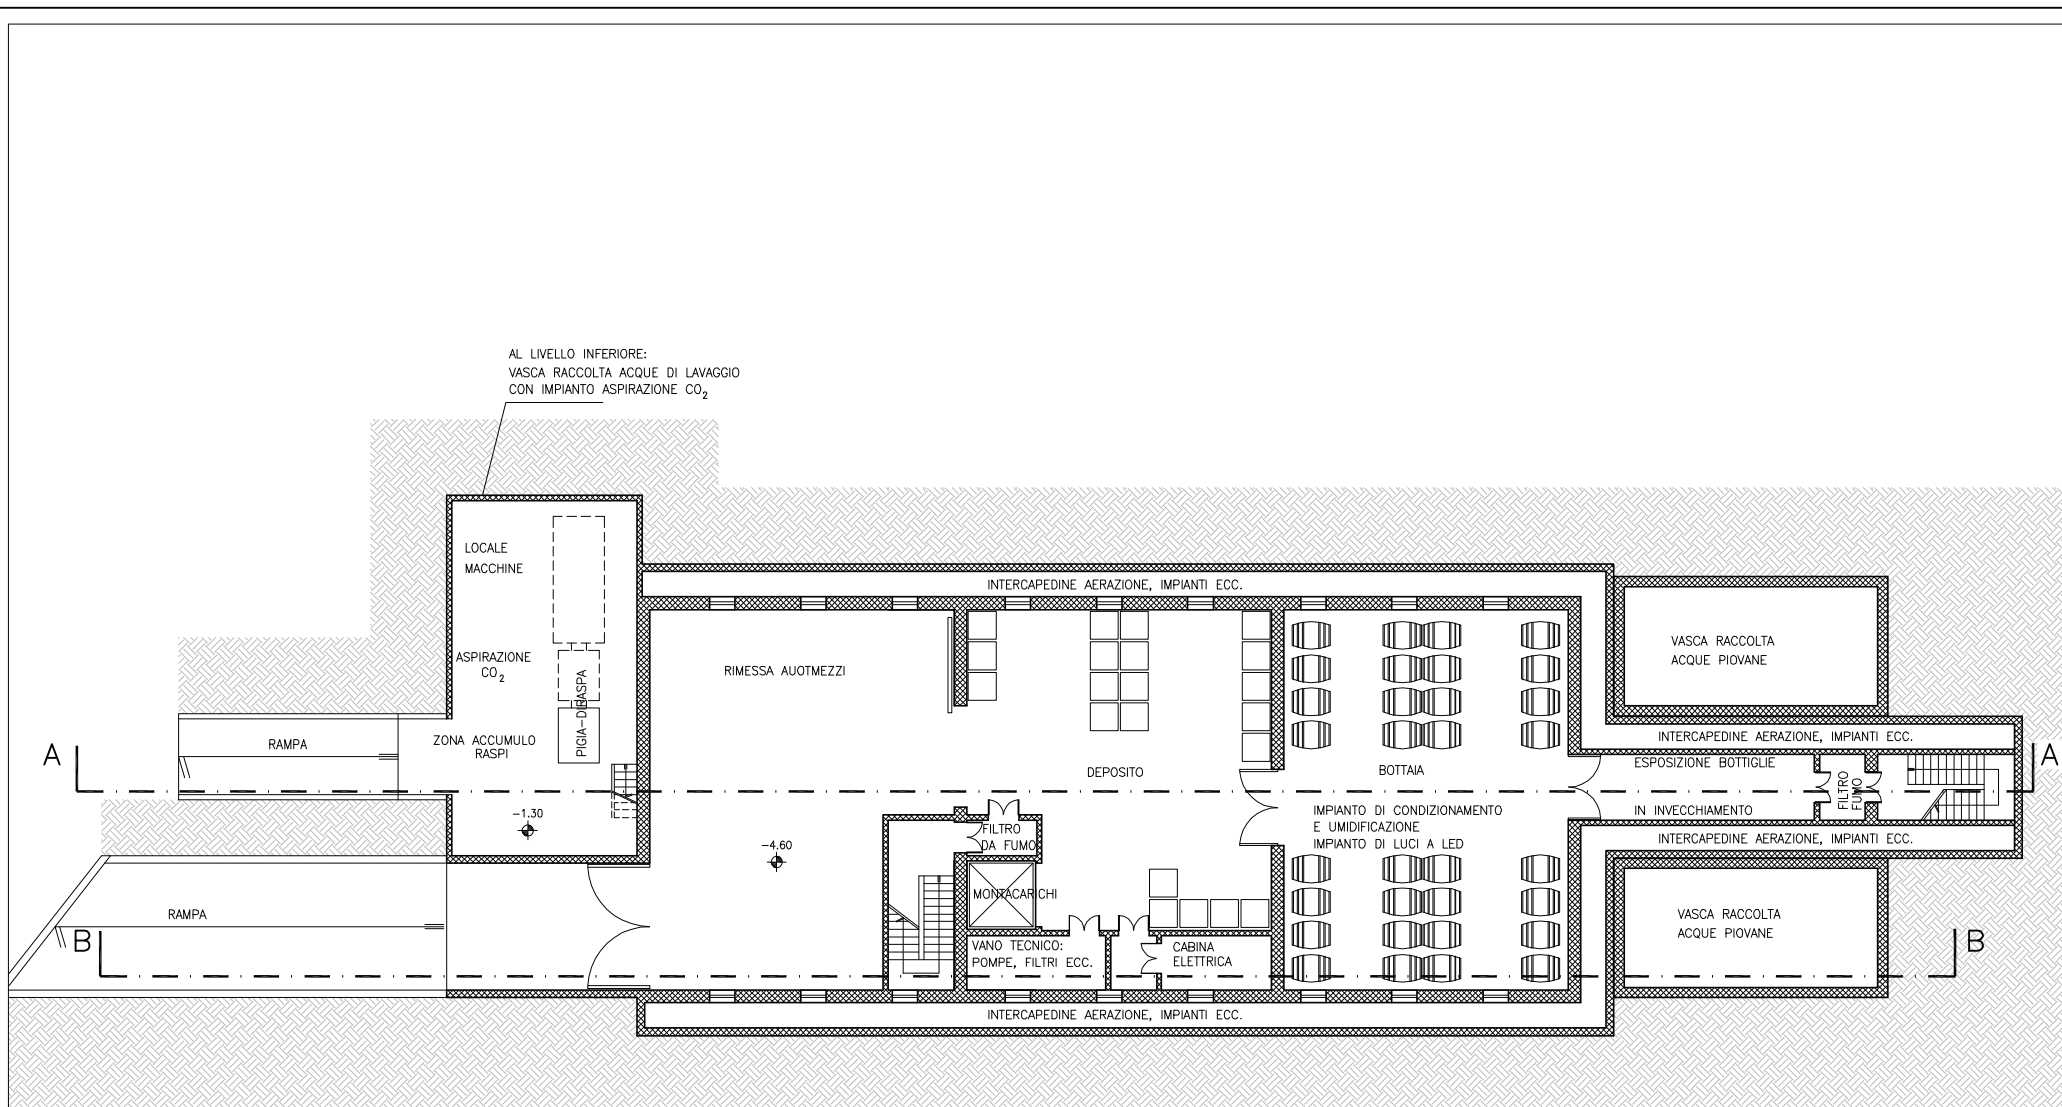 AL LIVELLO INFERIORE:
VASCA RACCOLTA ACQUE DI LAVAGGIO
CON IMPIANTO ASPIRAZIONE CO2
LOCALE
MACCHINE
INTERCAPEDINE AERAZIONE, IMPIANTI ECC.
VASCA RACCOLTA
ACQUE PIOVANE
ASPIRAZIONE
CO2
PIGIA-DIRASPA
RIMESSA AUOTMEZZI
RAMPA
ZONA ACCUMULO
RASPI
INTERCAPEDINE AERAZIONE, IMPIANTI ECC.
A
A
DEPOSITO
BOTTAIA
ESPOSIZIONE BOTTIGLIE
IN INVECCHIAMENTO
FILTRO
FUMO
-1.30
IMPIANTO DI CONDIZIONAMENTO
E UMIDIFICAZIONE
IMPIANTO DI LUCI A LED
FILTRO
DA FUMO
-4.60
INTERCAPEDINE AERAZIONE, IMPIANTI ECC.
MONTACARICHI
RAMPA
VASCA RACCOLTA
ACQUE PIOVANE
B
B
VANO TECNICO:
POMPE, FILTRI ECC.
CABINA
ELETTRICA
INTERCAPEDINE AERAZIONE, IMPIANTI ECC.